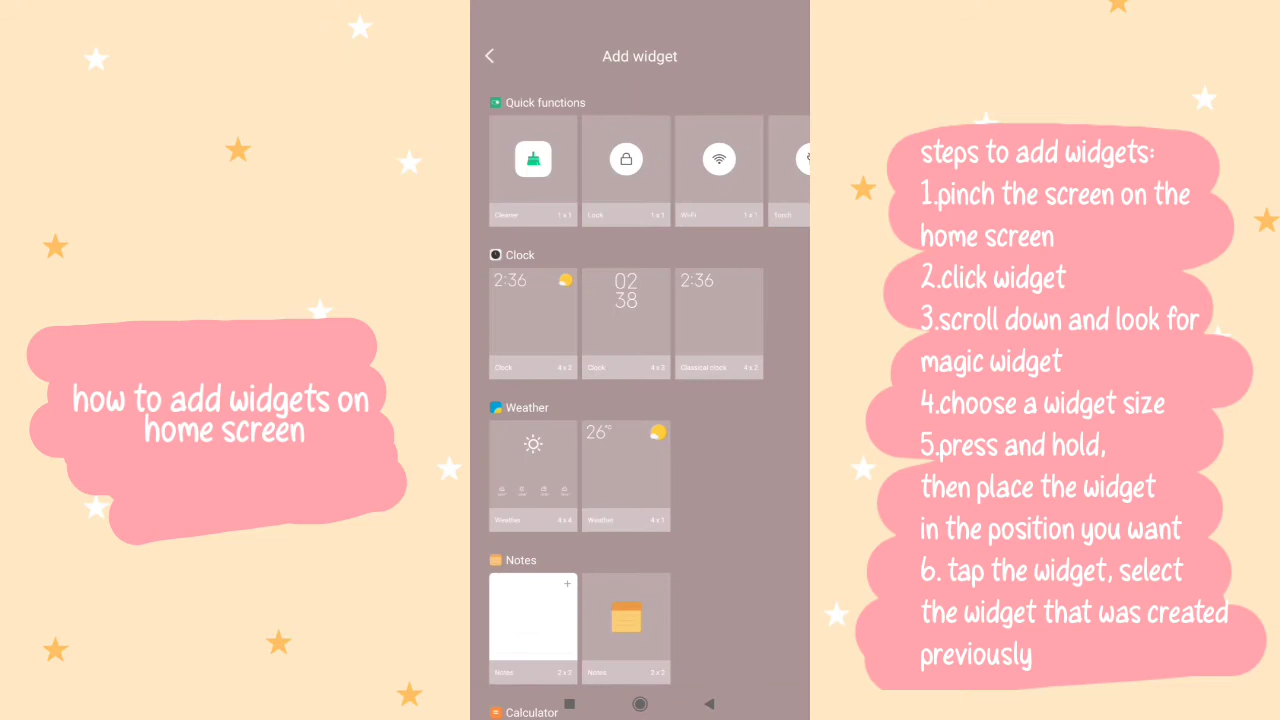 how to add widgets on
home screen
Add widget
Quick functions
Cleaner 1 x 1
Lock 1 x 1
Wi-Fi 1 x 1
Torch
Clock
2:36
02
38
2:36
Clock 4 x 2
Clock 4 x 2
Classical clock 4 x 2
Weather
26°C
Weather 4 x 4
Weather 4 x 1
Notes
+
Notes 2 x 2
Notes 2 x 2
Calculator
steps to add widgets:
1.pinch the screen on the
home screen
2.click widget
3.scroll down and look for
magic widget
4.choose a widget size
5.press and hold,
then place the widget
in the position you want
6. tap the widget, select
the widget that was created
previously